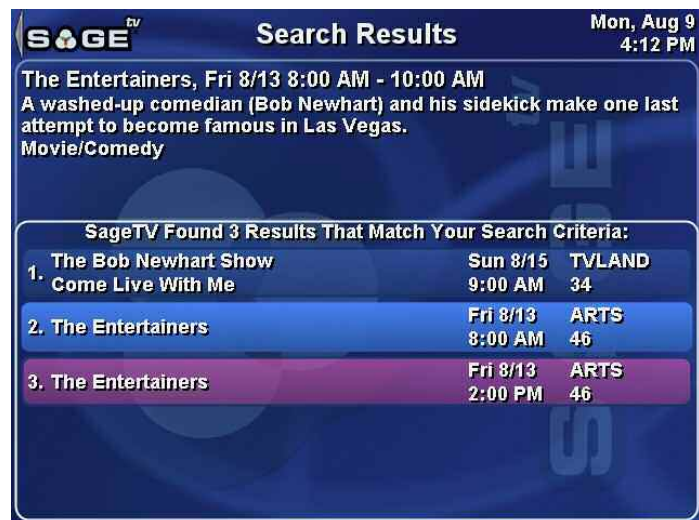 SAGE tv
Search Results
Mon, Aug 9
4:12 PM
The Entertainers, Fri 8/13 8:00 AM - 10:00 AM
A washed-up comedian (Bob Newhart) and his sidekick make one last
attempt to become famous in Las Vegas.
Movie/Comedy
SageTV Found 3 Results That Match Your Search Criteria:
1. The Bob Newhart Show Sun 8/15 TVLAND
Come Live With Me 9:00 AM 34
2. The Entertainers Fri 8/13 ARTS
8:00 AM 46
3. The Entertainers Fri 8/13 ARTS
2:00 PM 46
SAGE tv